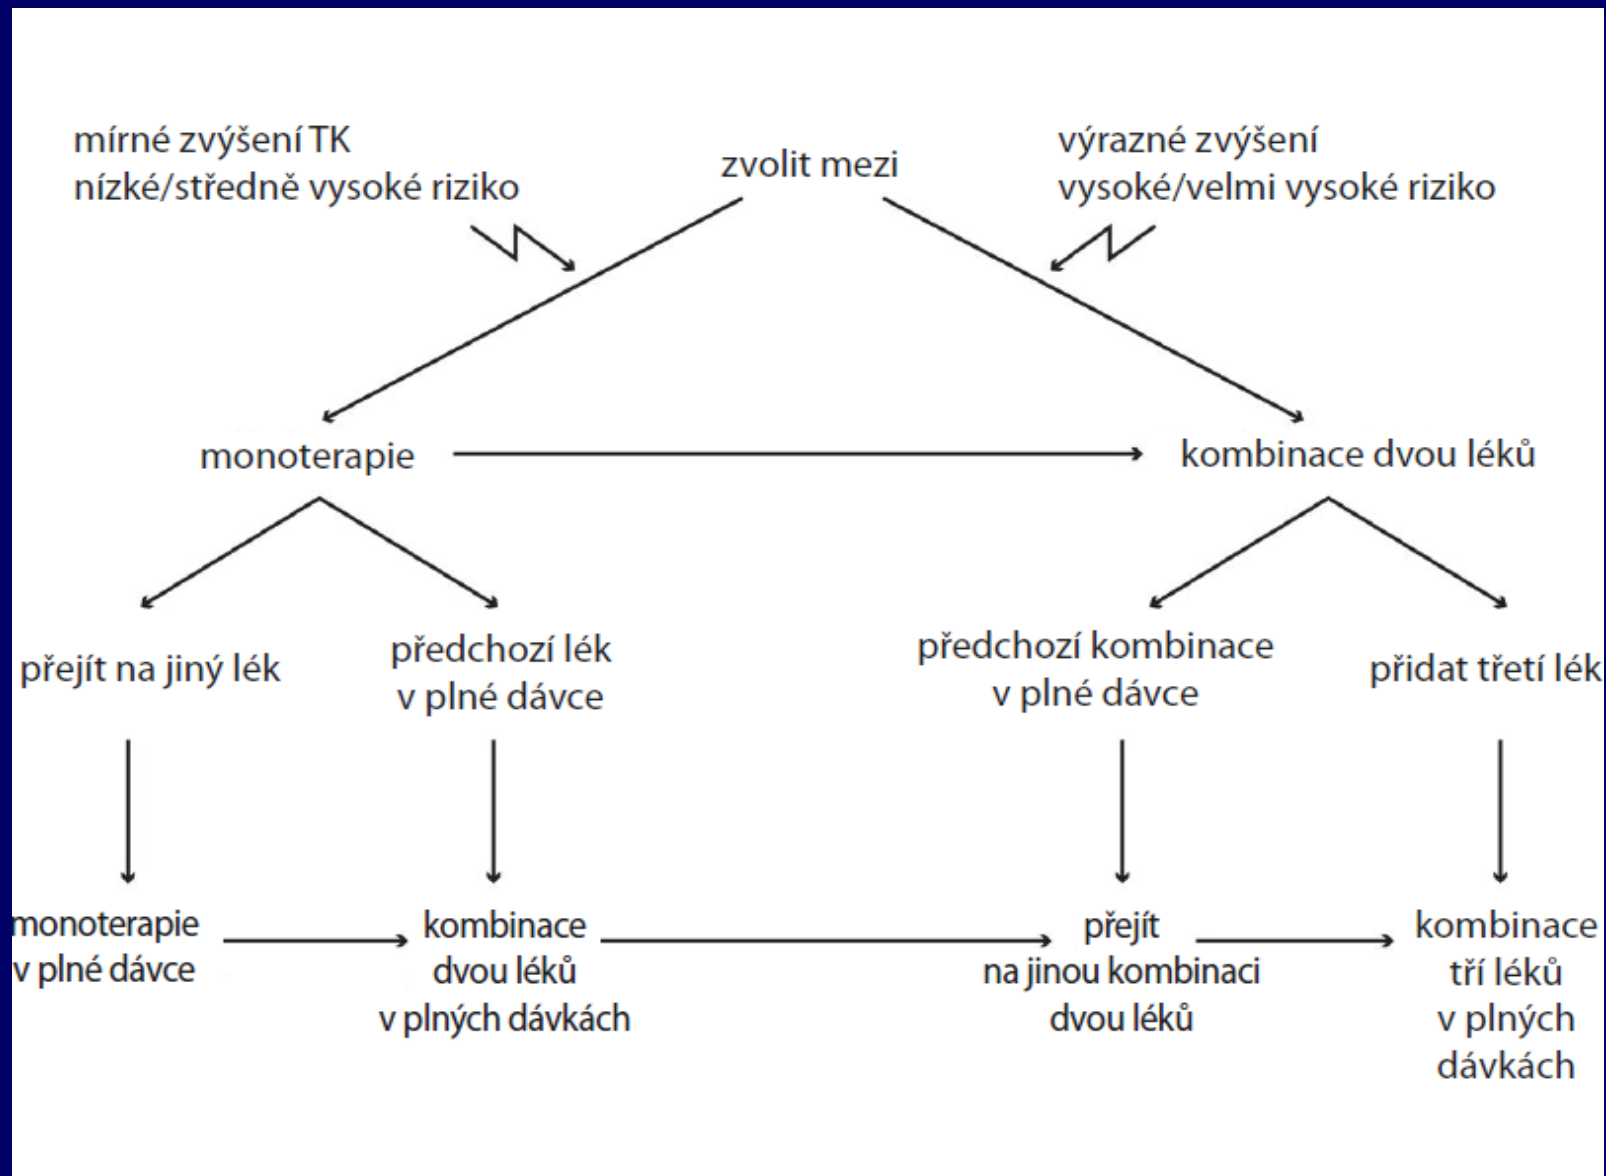 mírné zvýšení TK
nízké/středně vysoké riziko
zvolit mezi
výrazné zvýšení
vysoké/velmi vysoké riziko
monoterapie
kombinace dvou léků
přejít na jiný lék
předchozí lék
v plné dávce
předchozí kombinace
v plné dávce
přidat třetí lék
monoterapie
v plné dávce
kombinace
dvou léků
v plných dávkách
přejít
na jinou kombinaci
dvou léků
kombinace
tří léků
v plných
dávkách